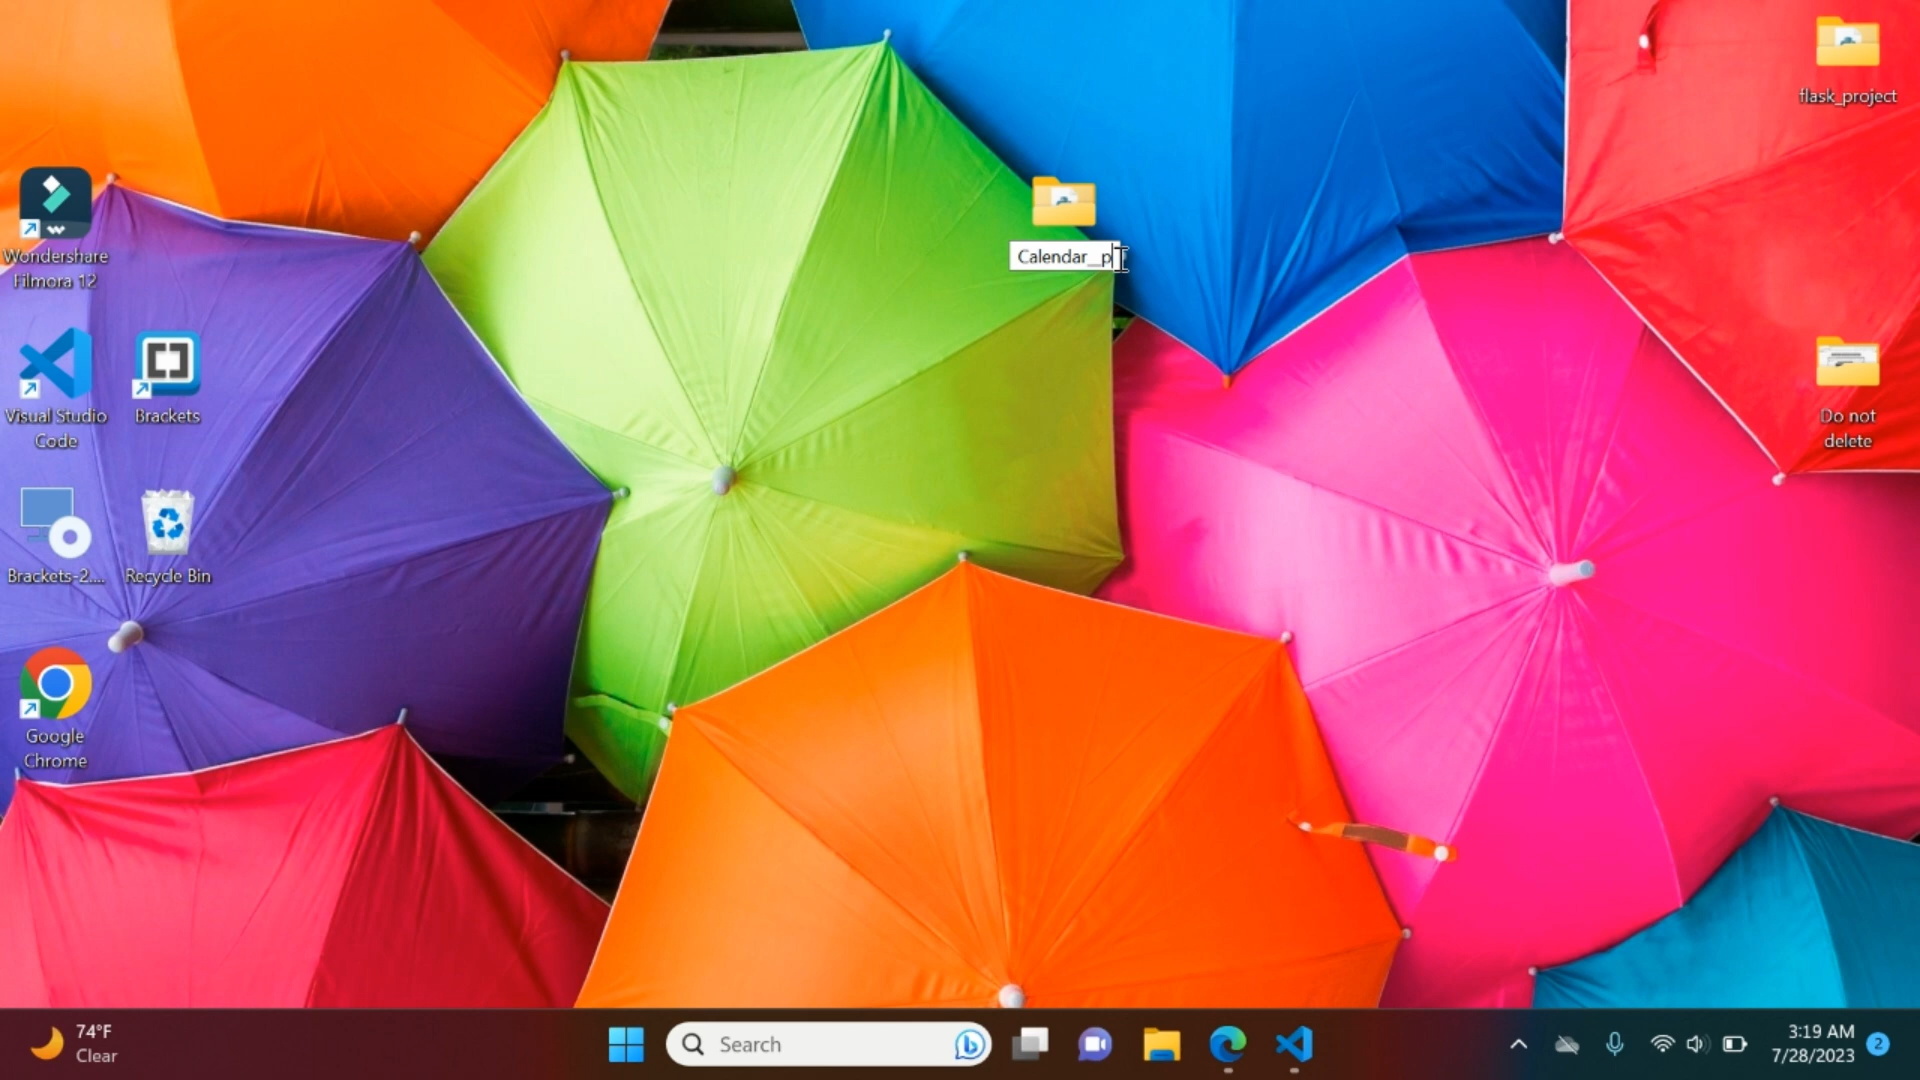 flask_project
Calendar__p
Wondershare
Filmora 12
Visual Studio
Code
Brackets
Do not
delete
Brackets-2....
Recycle Bin
Google
Chrome
74°F
Clear
Search
3:19 AM
7/28/2023
2